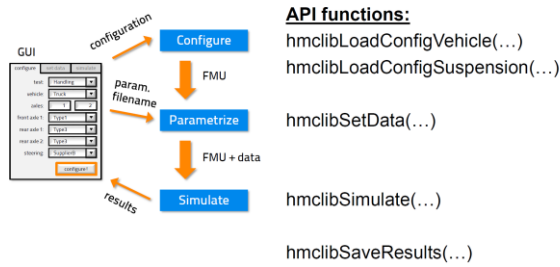 API functions:
GUI
configuration
Configure
hmclibLoadConfigVehicle(…)
hmclibLoadConfigSuspension(…)
configure
set data
simulate
test: Handling
vehicle: Truck
axles: 1 2
front axle 1: Type1
rear axle 1: Type3
rear axle 2: Type3
steering: SupplierB
configure!
FMU
param.
filename
Parametrize
hmclibSetData(…)
FMU + data
results
Simulate
hmclibSimulate(…)
hmclibSaveResults(…)